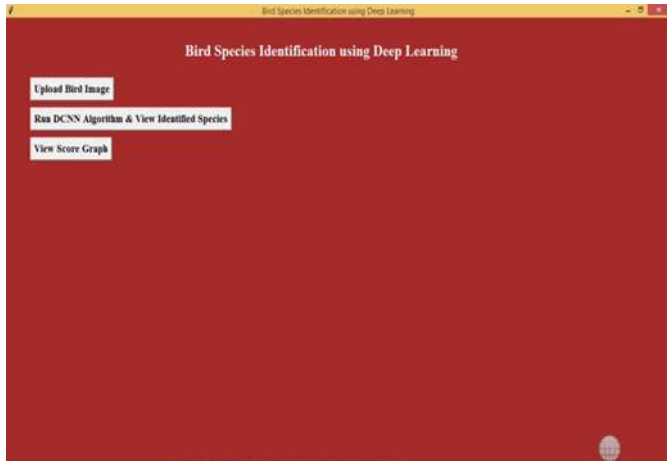 Bird Species Identification using Deep Learning
Bird Species Identification using Deep Learning
Upload Bird Image
Run DCNN Algorithm & View Identified Species
View Score Graph